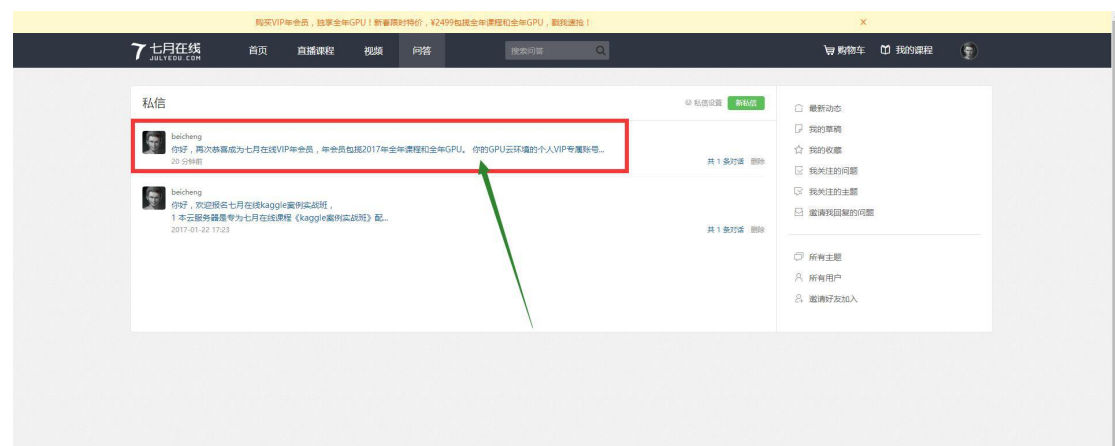 购买VIP年会员，独享全年GPU！新春限时特价，¥2499包揽全年课程和全年GPU，戳我速抢！ ×
七月在线 首页 直播课程 视频 问答 搜索问答 购物车 我的课程
JULYEDU.COM
私信 私信设置 新私信
beicheng
你好，再次恭喜成为七月在线VIP年会员，年会员包揽2017年全年课程和全年GPU。 你的GPU云环境的个人VIP专属账号...
20 分钟前 共 1 条对话 删除
beicheng
你好，欢迎报名七月在线kaggle案例实战班，
1 本云服务器是专为七月在线课程《kaggle案例实战班》配...
2017-01-22 17:23 共 1 条对话 删除
最新动态
我的草稿
我的收藏
我关注的问题
我关注的主题
邀请我回复的问题
所有主题
所有用户
邀请好友加入